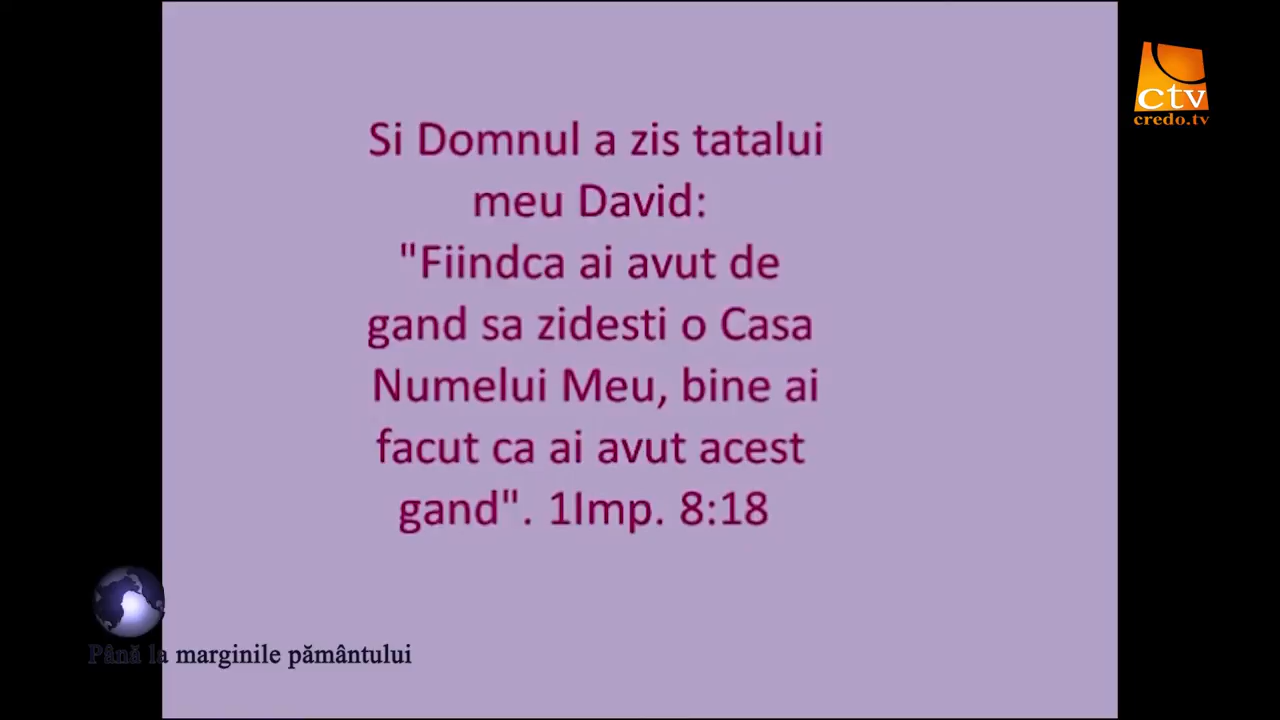 ctv
credo.tv
Si Domnul a zis tatalui
meu David:
"Fiindca ai avut de
gand sa zidesti o Casa
Numelui Meu, bine ai
facut ca ai avut acest
gand". 1Imp. 8:18
Până la marginile pământului